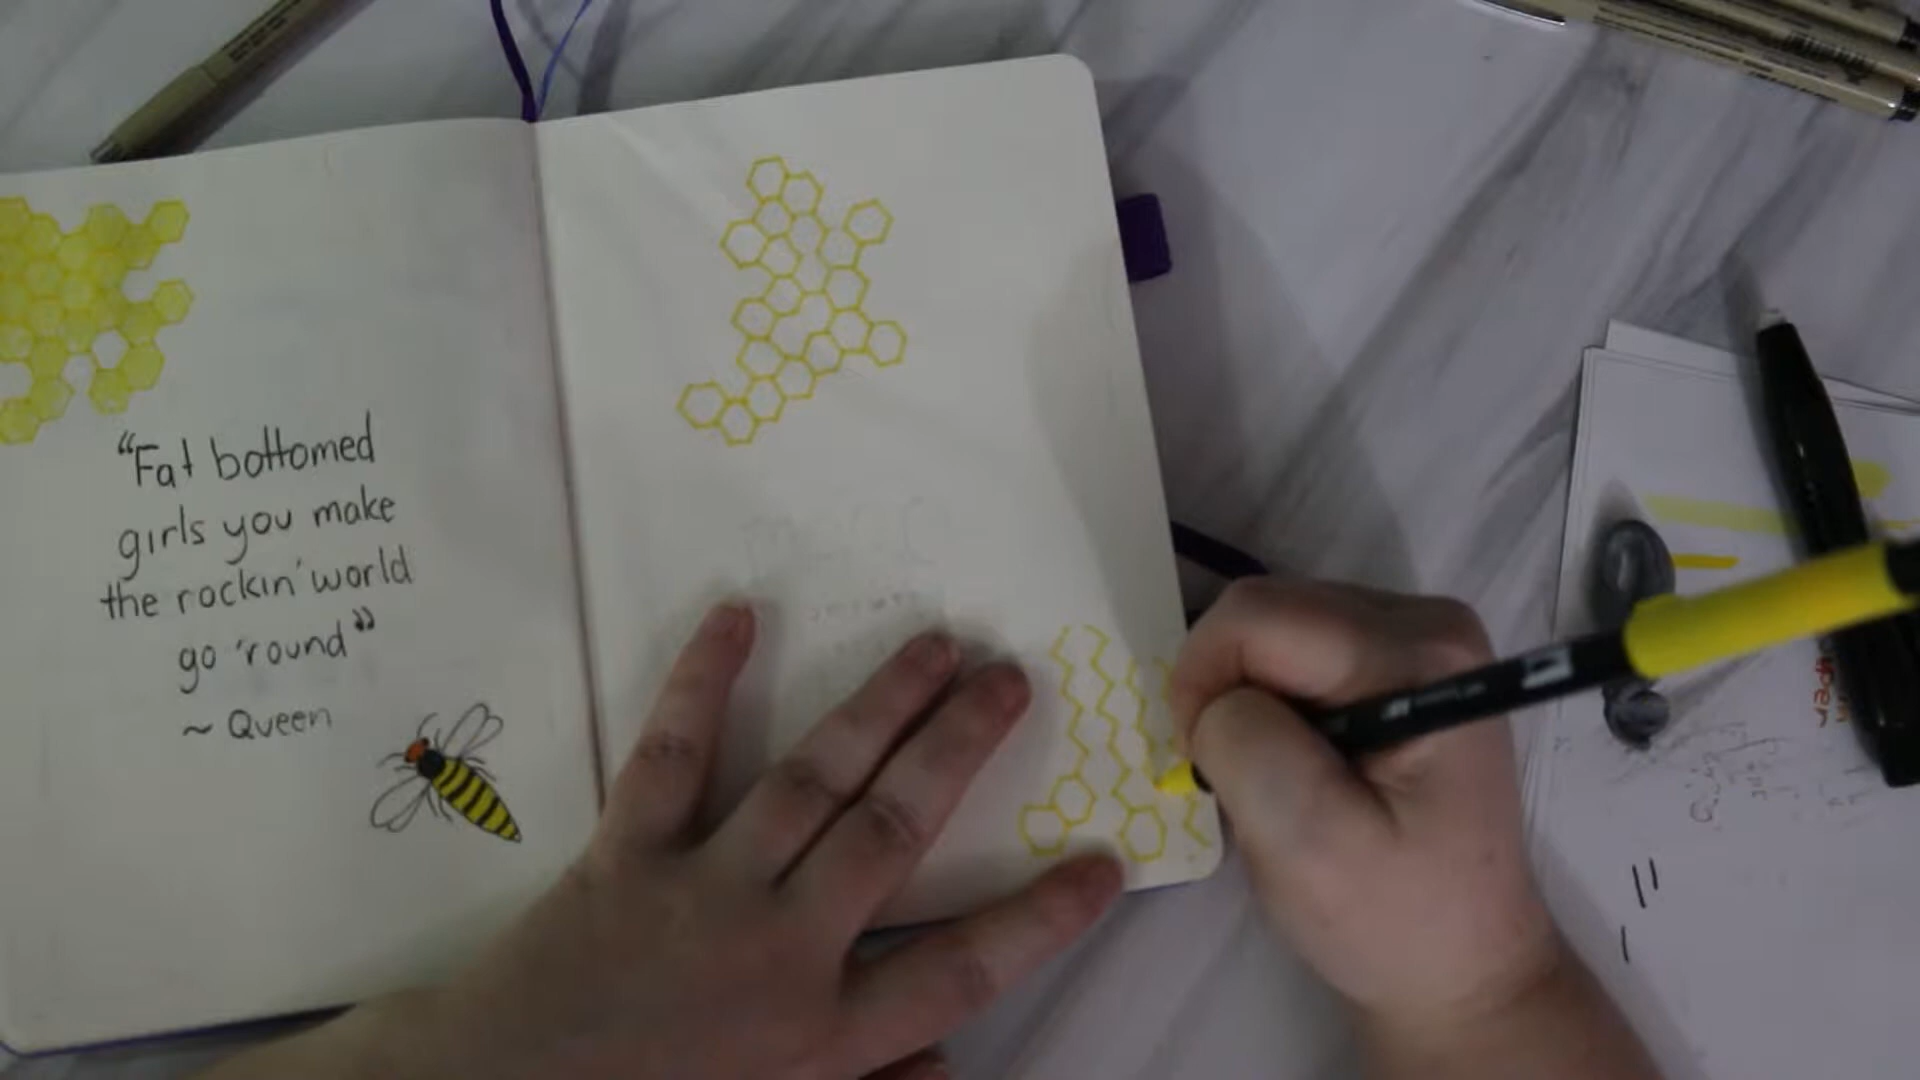 “Fat bottomed
girls you make
the rockin' world
go 'round”
~ Queen